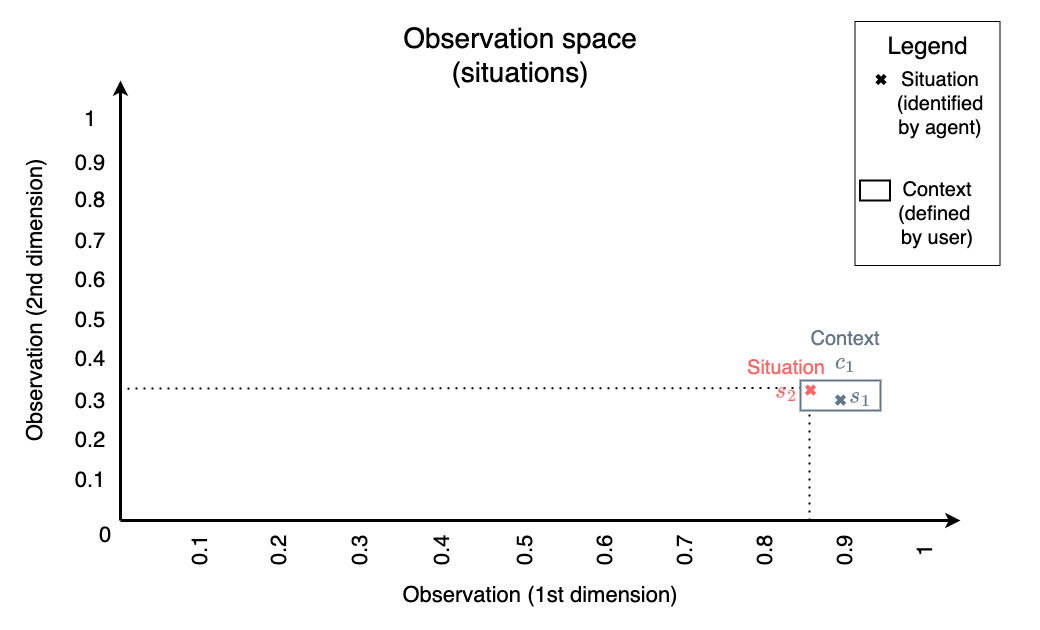 Observation space
(situations)
Legend
Situation
(identified
by agent)
Context
(defined
by user)
Observation (2nd dimension)
1
0.9
0.8
0.7
0.6
0.5
0.4
0.3
0.2
0.1
0
Context
c₁
Situation
s₂
s₁
0.1
0.2
0.3
0.4
0.5
0.6
0.7
0.8
0.9
1
Observation (1st dimension)